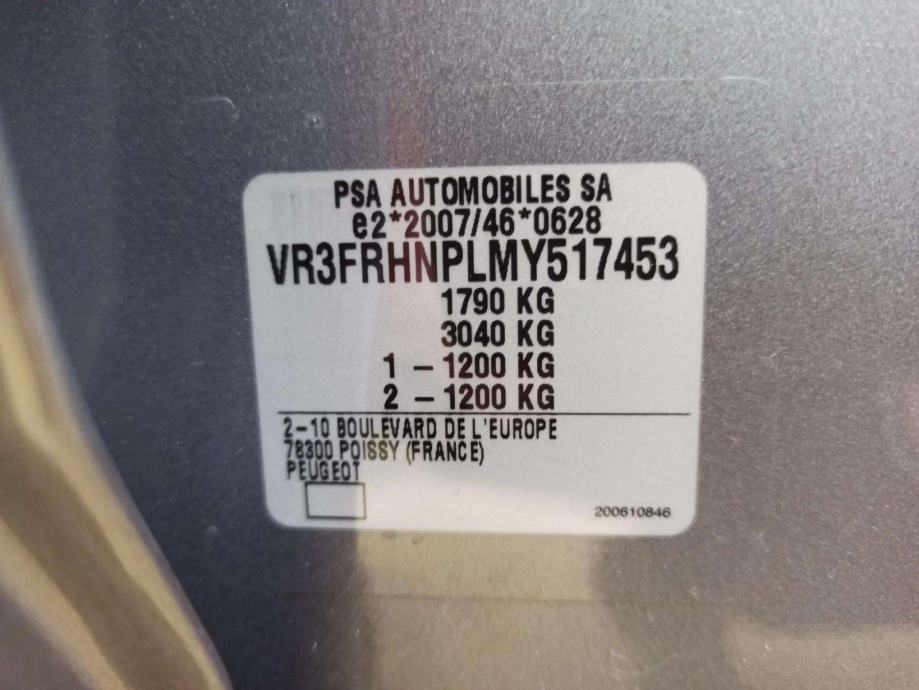 PSA AUTOMOBILES SA
e2*2007/46*0628
VR3FRHNPLMY517453
1790 KG
3040 KG
1 – 1200 KG
2 – 1200 KG
2–10 BOULEVARD DE L'EUROPE
78300 POISSY (FRANCE)
PEUGEOT
200610846